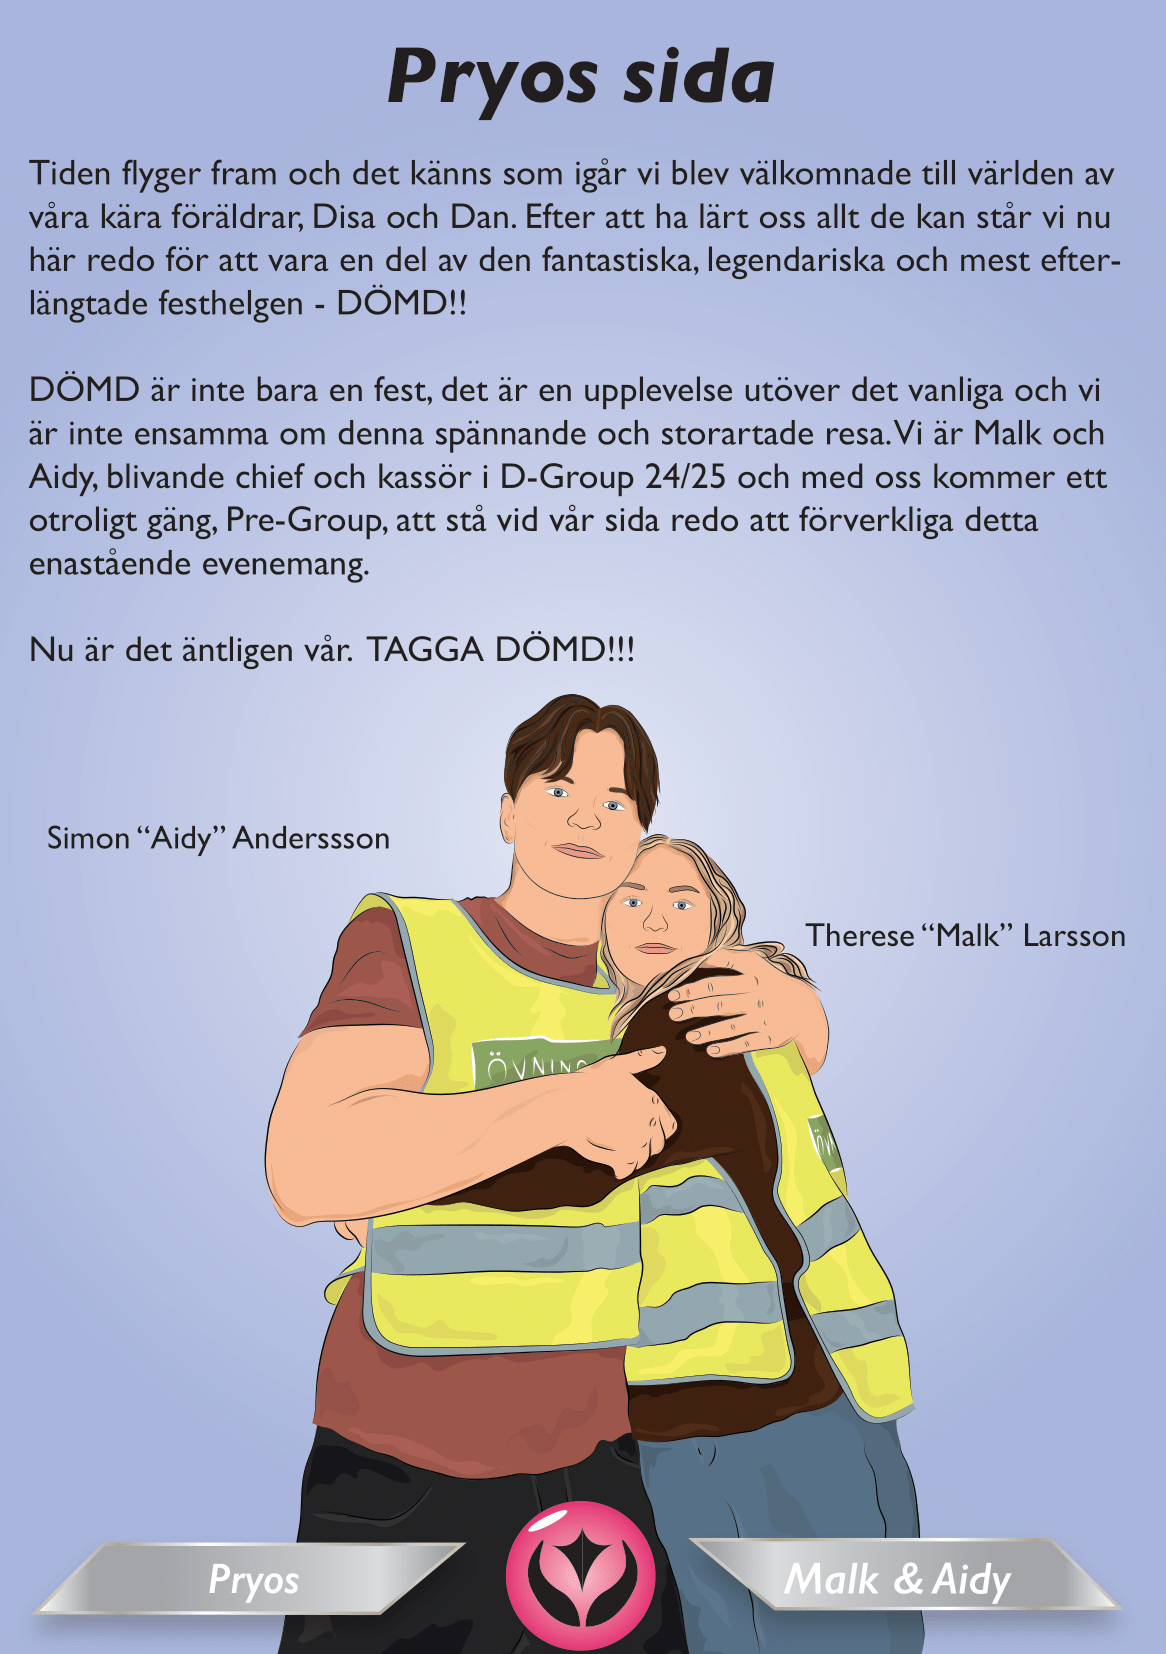 Pryos sida
Tiden flyger fram och det känns som igår vi blev välkomnade till världen av
våra kära föräldrar, Disa och Dan. Efter att ha lärt oss allt de kan står vi nu
här redo för att vara en del av den fantastiska, legendariska och mest efter-
längtade festhelgen - DÖMD!!
DÖMD är inte bara en fest, det är en upplevelse utöver det vanliga och vi
är inte ensamma om denna spännande och storartade resa. Vi är Malk och
Aidy, blivande chief och kassör i D-Group 24/25 och med oss kommer ett
otroligt gäng, Pre-Group, att stå vid vår sida redo att förverkliga detta
enastående evenemang.
Nu är det äntligen vår. TAGGA DÖMD!!!
Simon “Aidy” Anderssson
Therese “Malk” Larsson
ÖVNING
ÖV
Pryos
Malk & Aidy